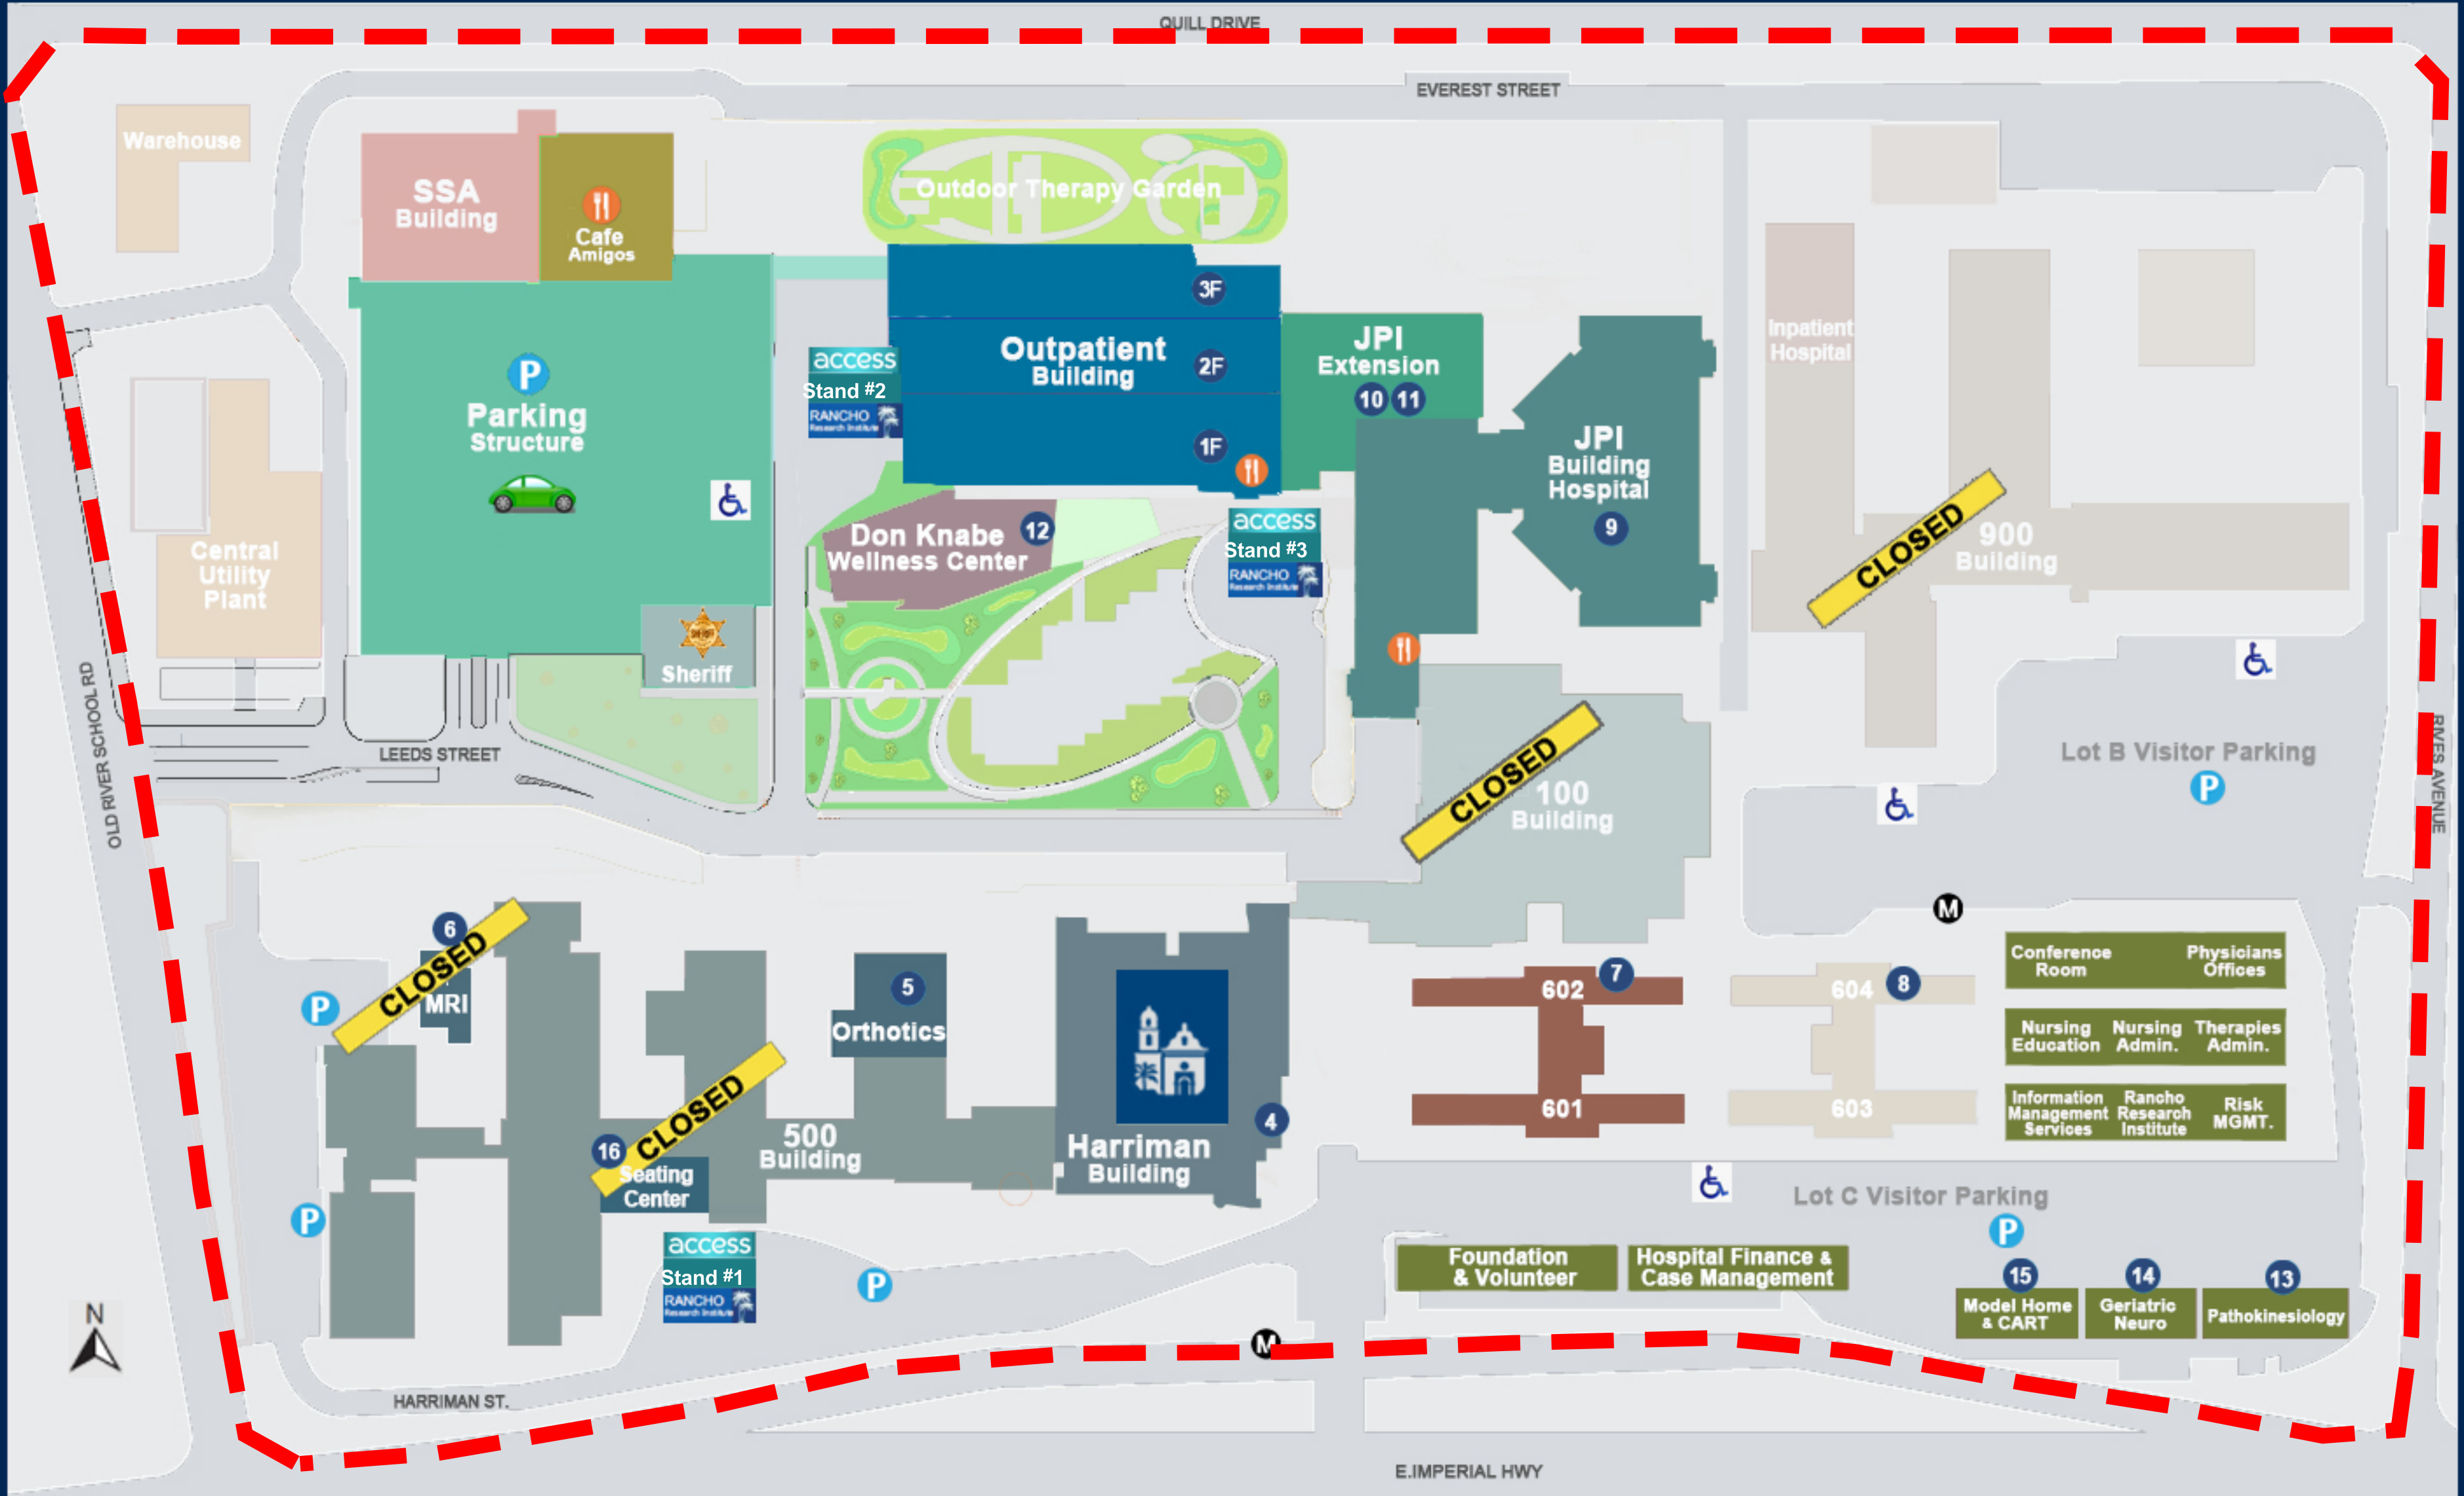 QUILL DRIVE
EVEREST STREET
Warehouse
SSA
Building
Cafe
Amigos
Outdoor Therapy Garden
3F
Outpatient
Building
2F
1F
JPI
Extension
10 11
JPI
Building
Hospital
9
Inpatient
Hospital
CLOSED
900
Building
P
Parking
Structure
access
Stand #2
RANCHO
Research Institute
Central
Utility
Plant
Don Knabe
Wellness Center
12
access
Stand #3
RANCHO
Research Institute
Sheriff
LEEDS STREET
OLD RIVER SCHOOL RD
CLOSED
100
Building
Lot B Visitor Parking
P
RIVES AVENUE
M
6
CLOSED
MRI
P
5
Orthotics
CLOSED
16
Seating
Center
500
Building
Harriman
Building
4
602
7
601
604
8
603
Conference
Room
Physicians
Offices
Nursing
Education
Nursing
Admin.
Therapies
Admin.
Information
Management
Services
Rancho
Research
Institute
Risk
MGMT.
P
access
Stand #1
RANCHO
Research Institute
P
Lot C Visitor Parking
P
Foundation
& Volunteer
Hospital Finance &
Case Management
15
Model Home
& CART
14
Geriatric
Neuro
13
Pathokinesiology
N
M
HARRIMAN ST.
E.IMPERIAL HWY